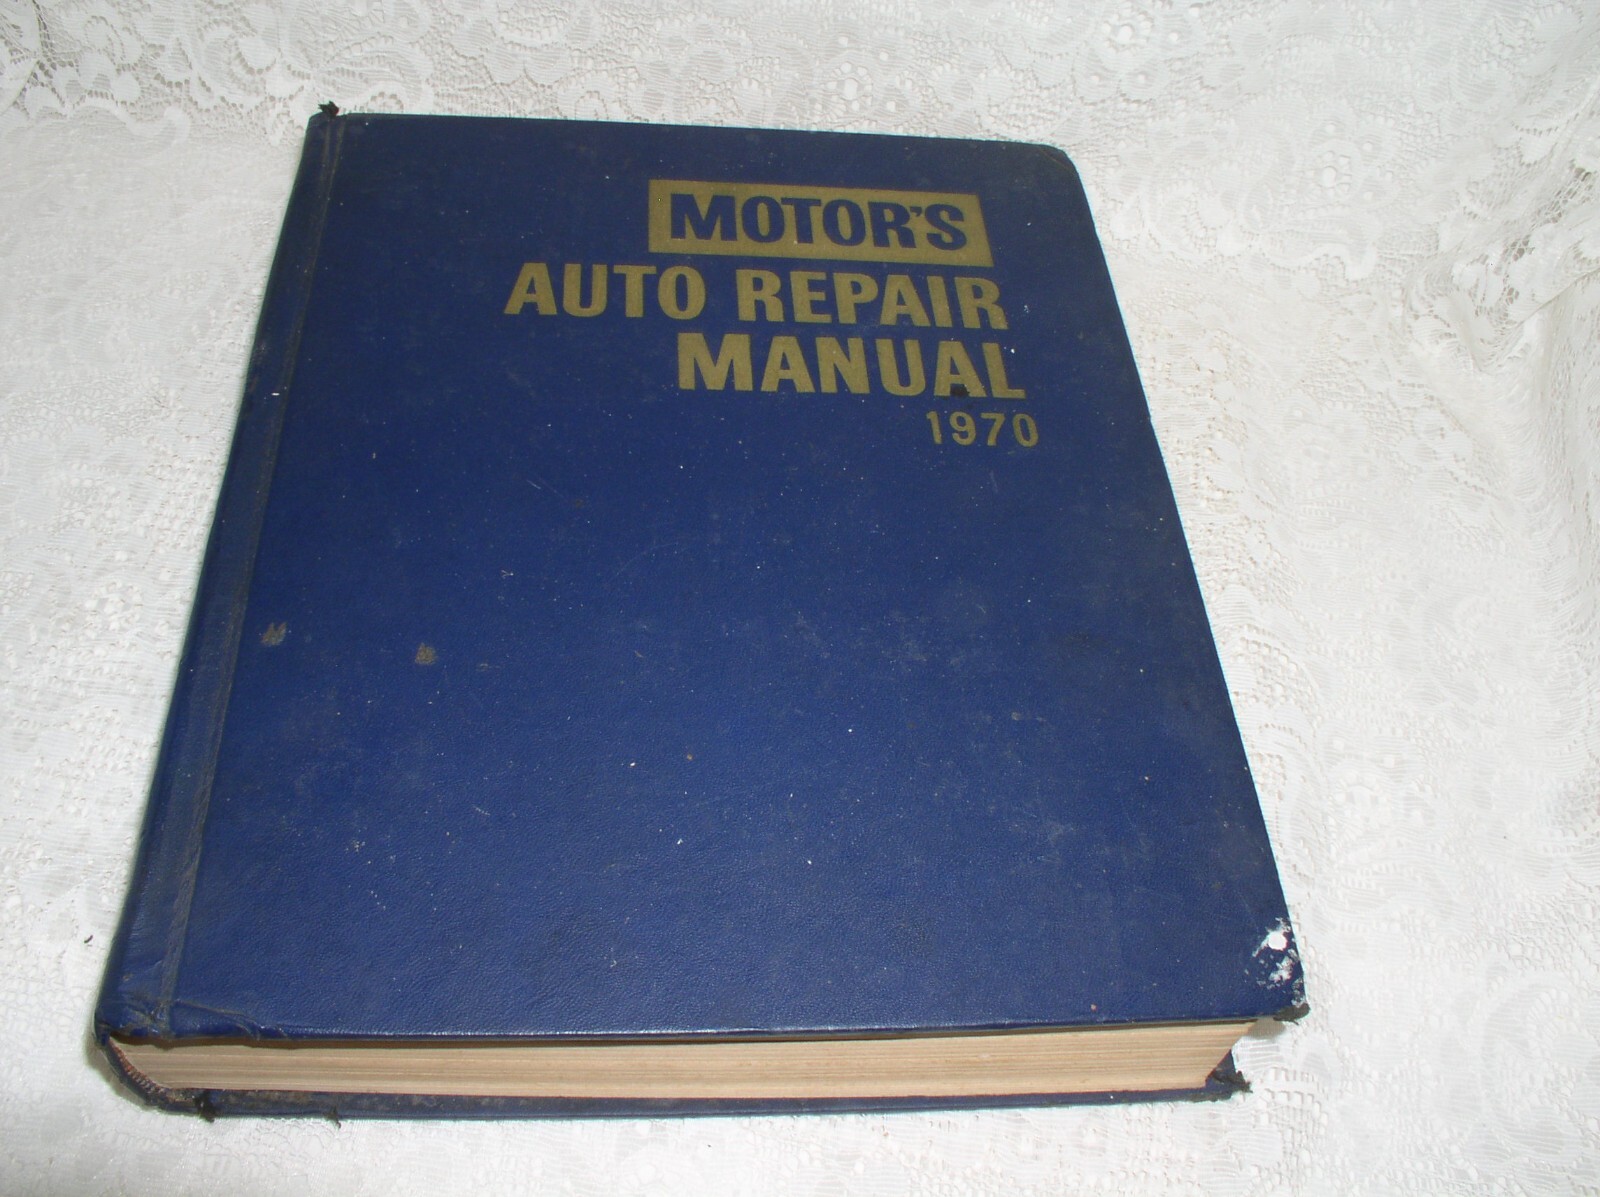 MOTOR'S
AUTO REPAIR
MANUAL
1970